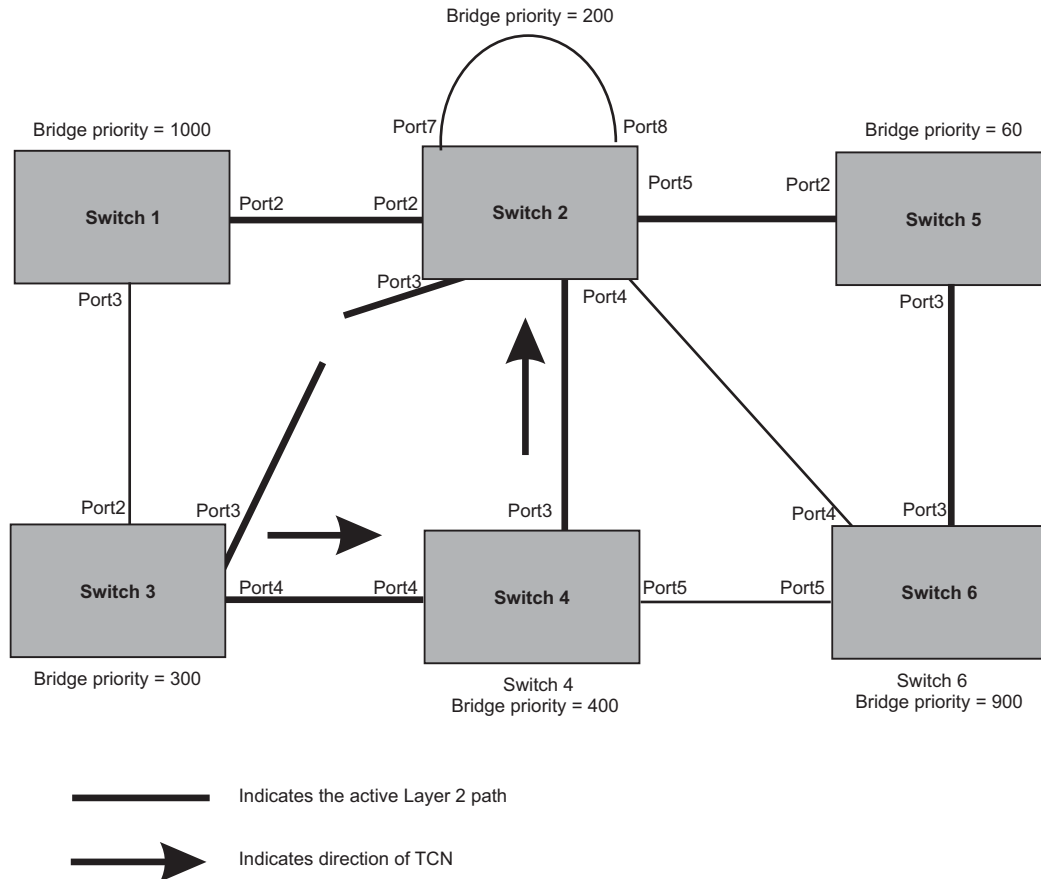 Bridge priority = 200
Port7
Port8
Bridge priority = 1000
Bridge priority = 60
Switch 1
Port2
Port2
Switch 2
Port5
Port2
Switch 5
Port3
Port3
Port4
Port3
Port2
Port3
Port3
Port4
Port3
Switch 3
Port4
Port4
Switch 4
Port5
Port5
Switch 6
Bridge priority = 300
Switch 4
Bridge priority = 400
Switch 6
Bridge priority = 900
Indicates the active Layer 2 path
Indicates direction of TCN